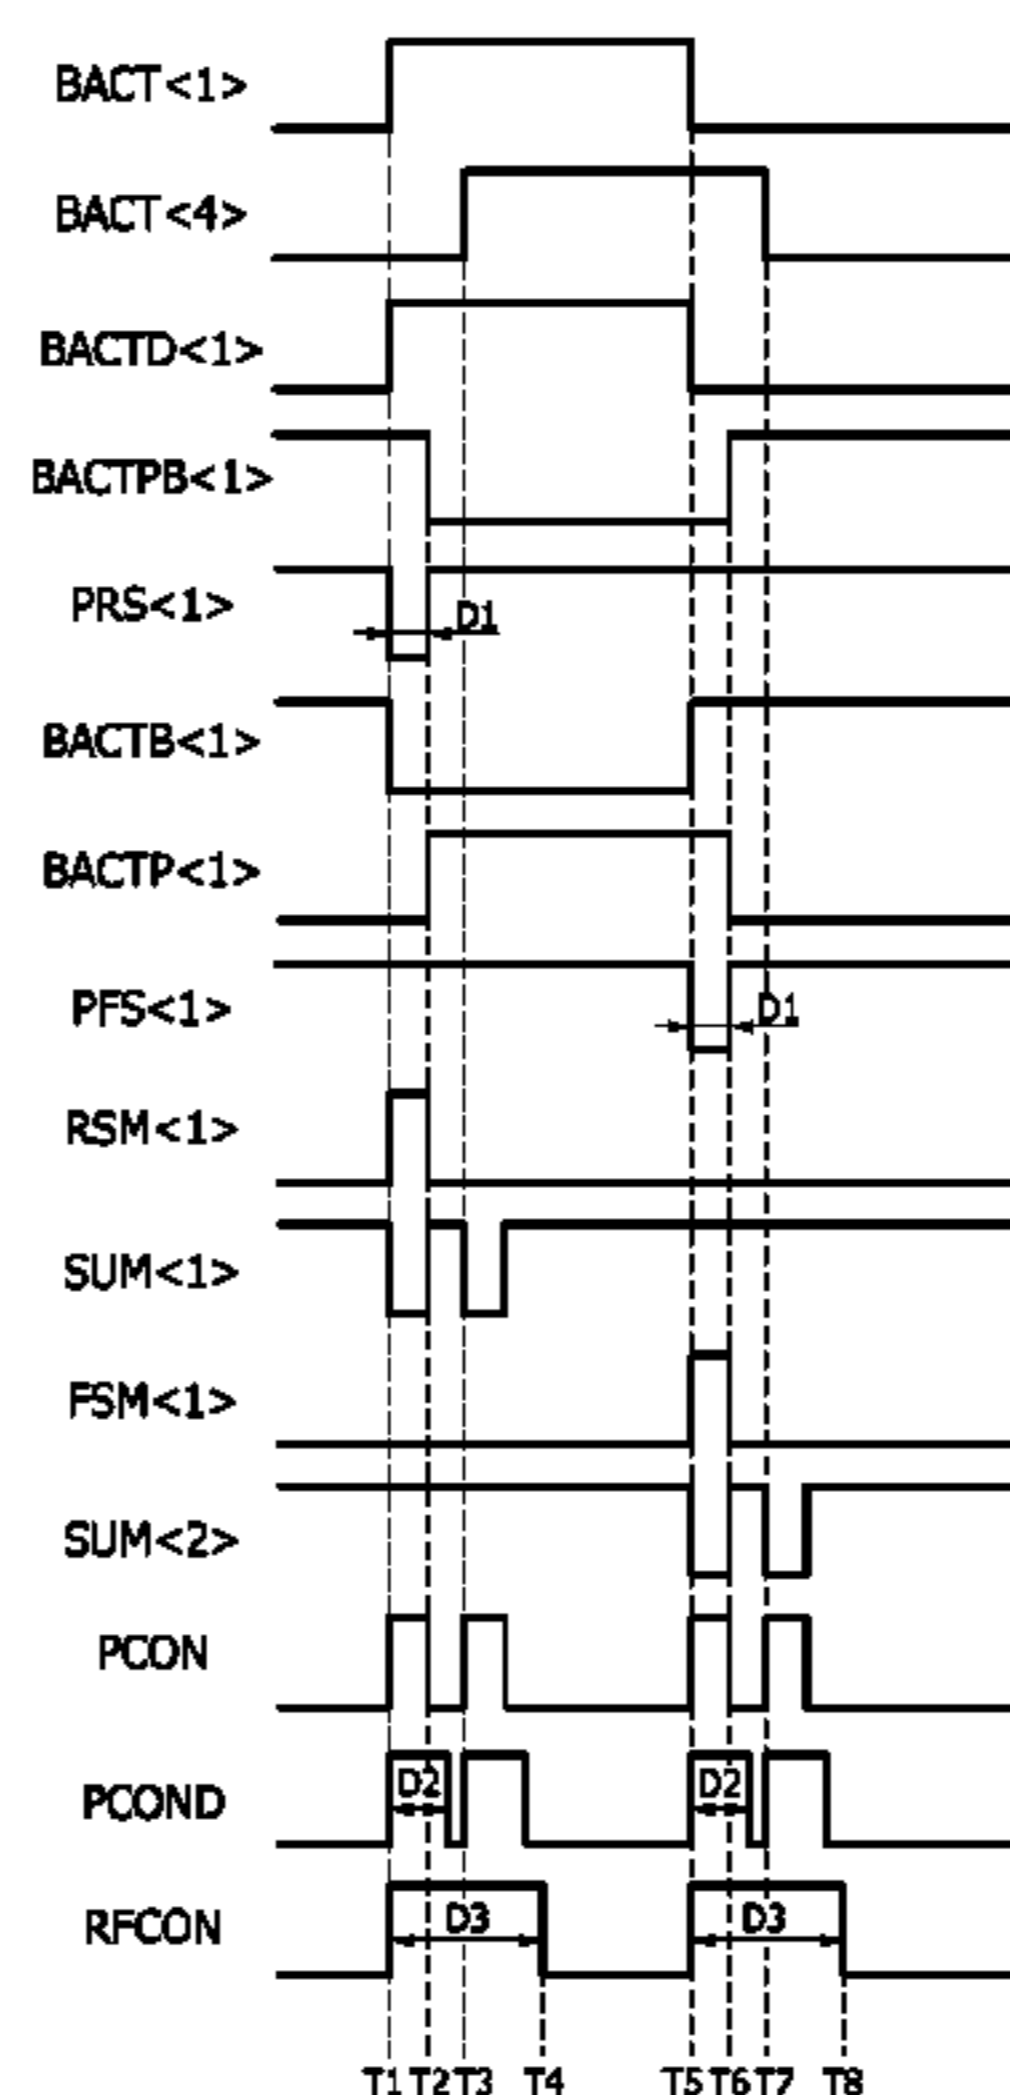 BACT<1>
BACT<4>
BACTD<1>
BACTPB<1>
PRS<1>
D1
BACTB<1>
BACTP<1>
PFS<1>
D1
RSM<1>
SUM<1>
FSM<1>
SUM<2>
PCON
PCOND
D2 D2
RFCON
D3 D3
T1 T2 T3 T4 T5 T6 T7 T8